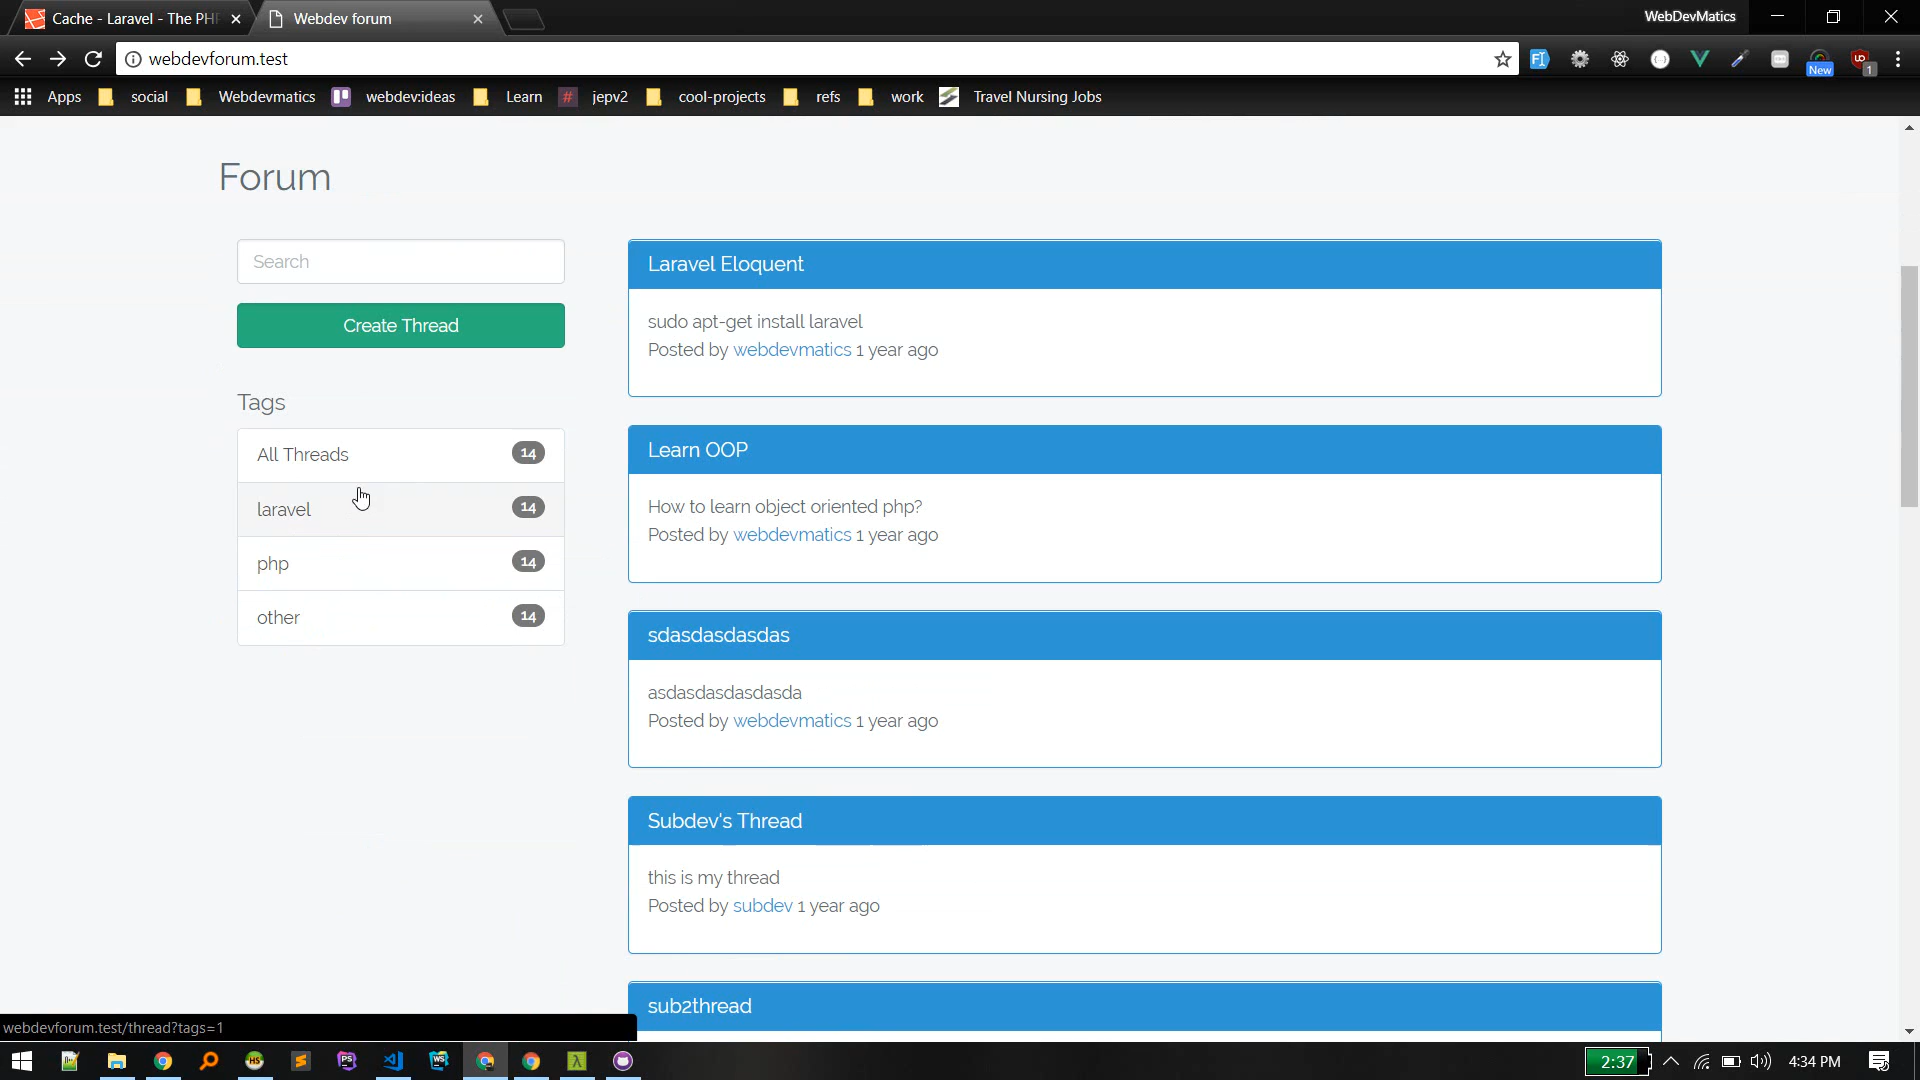 Cache - Laravel - The PHP
Webdev forum
WebDevMatics
webdevforum.test
New
1
Apps
social
Webdevmatics
webdev:ideas
Learn
jepv2
cool-projects
refs
work
Travel Nursing Jobs
Forum
Search
Create Thread
Tags
All Threads 14
laravel 14
php 14
other 14
Laravel Eloquent
sudo apt-get install laravel
Posted by webdevmatics 1 year ago
Learn OOP
How to learn object oriented php?
Posted by webdevmatics 1 year ago
sdasdasdasdas
asdasdasdasdasda
Posted by webdevmatics 1 year ago
Subdev's Thread
this is my thread
Posted by subdev 1 year ago
sub2thread
webdevforum.test/thread?tags=1
2:37
4:34 PM